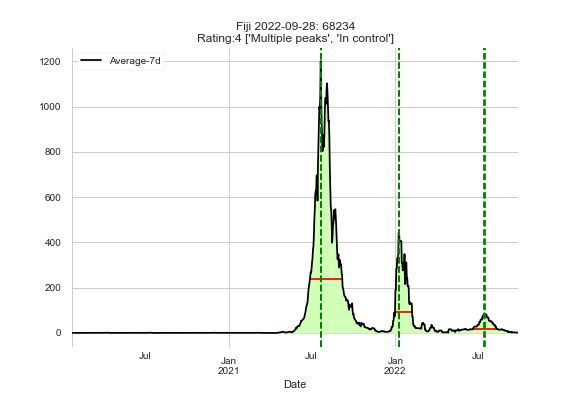 Fiji 2022-09-28: 68234
Rating:4 ['Multiple peaks', 'In control']
Average-7d
1200
1000
800
600
400
200
0
Jul
Jan
2021
Jul
Jan
2022
Jul
Date